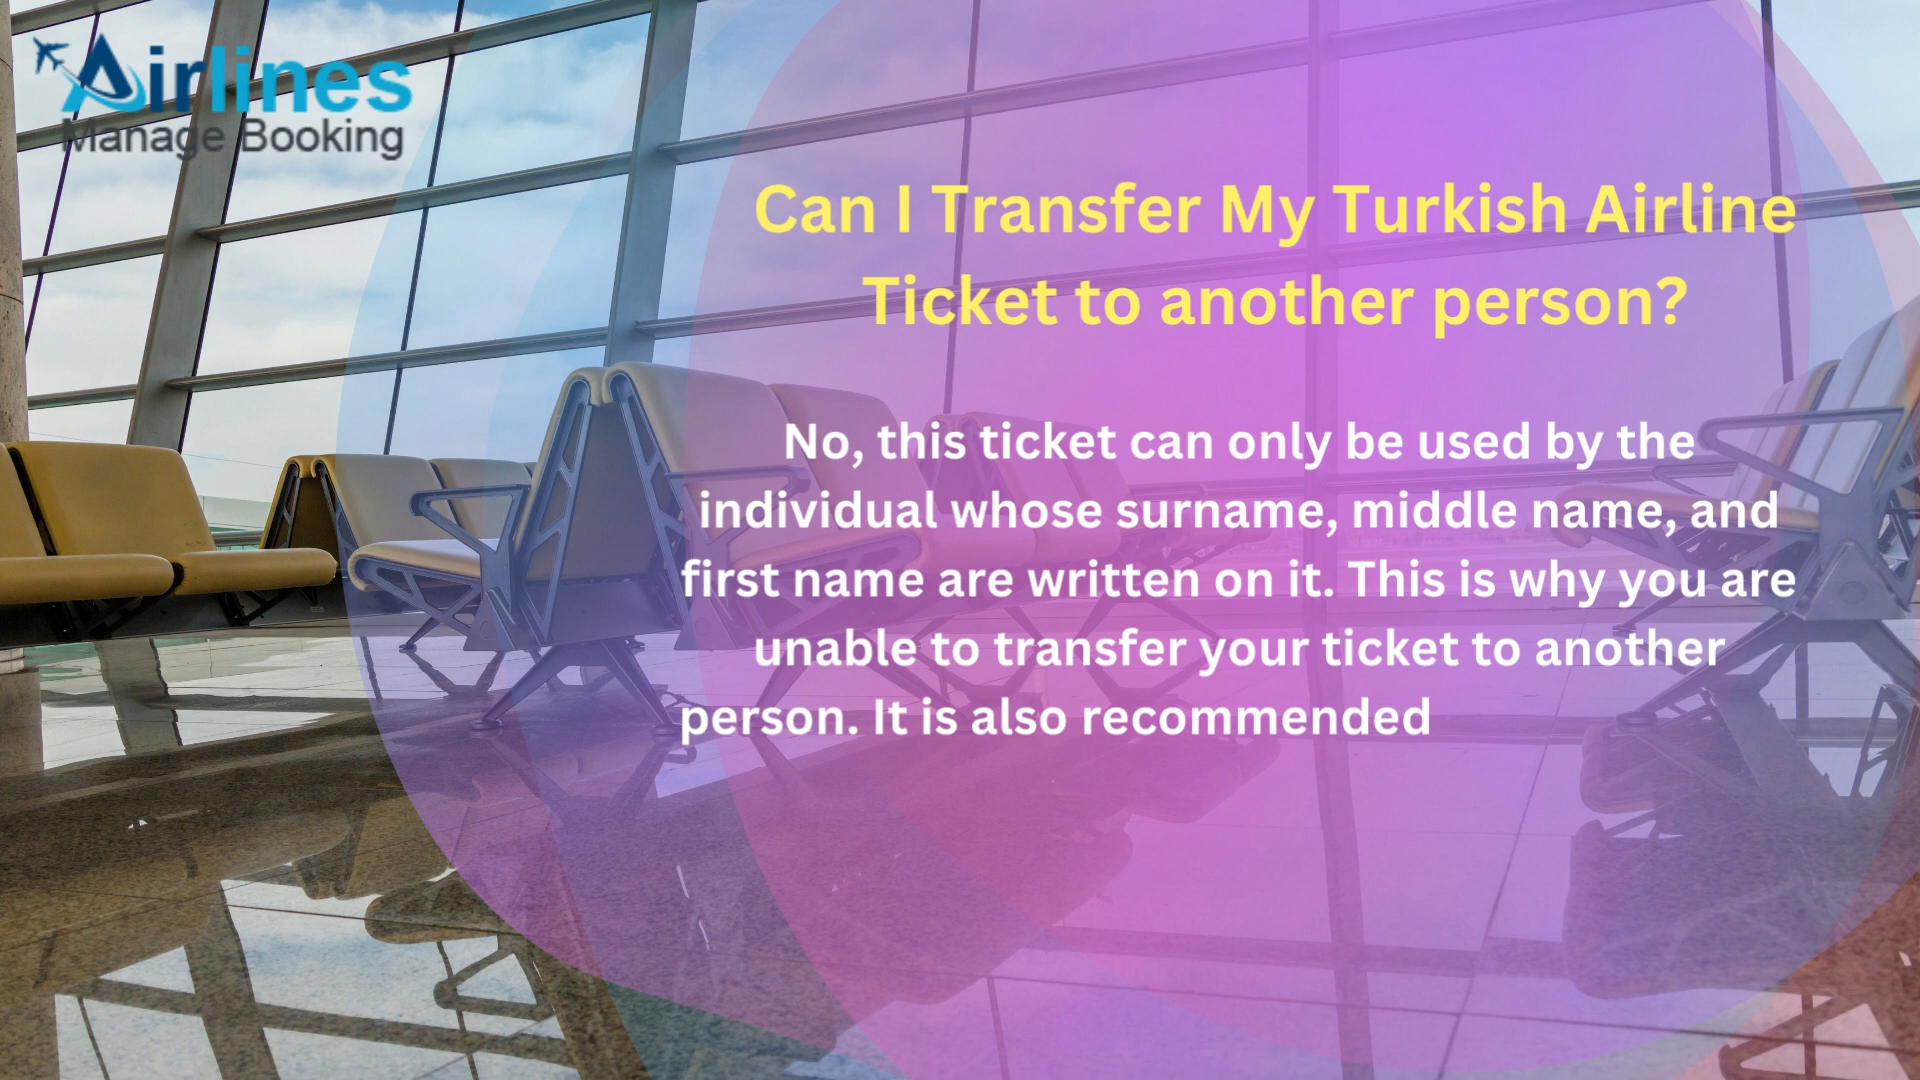 Airlines
Manage Booking
Can I Transfer My Turkish Airline
Ticket to another person?
No, this ticket can only be used by the
individual whose surname, middle name, and
first name are written on it. This is why you are
unable to transfer your ticket to another
person. It is also recommended